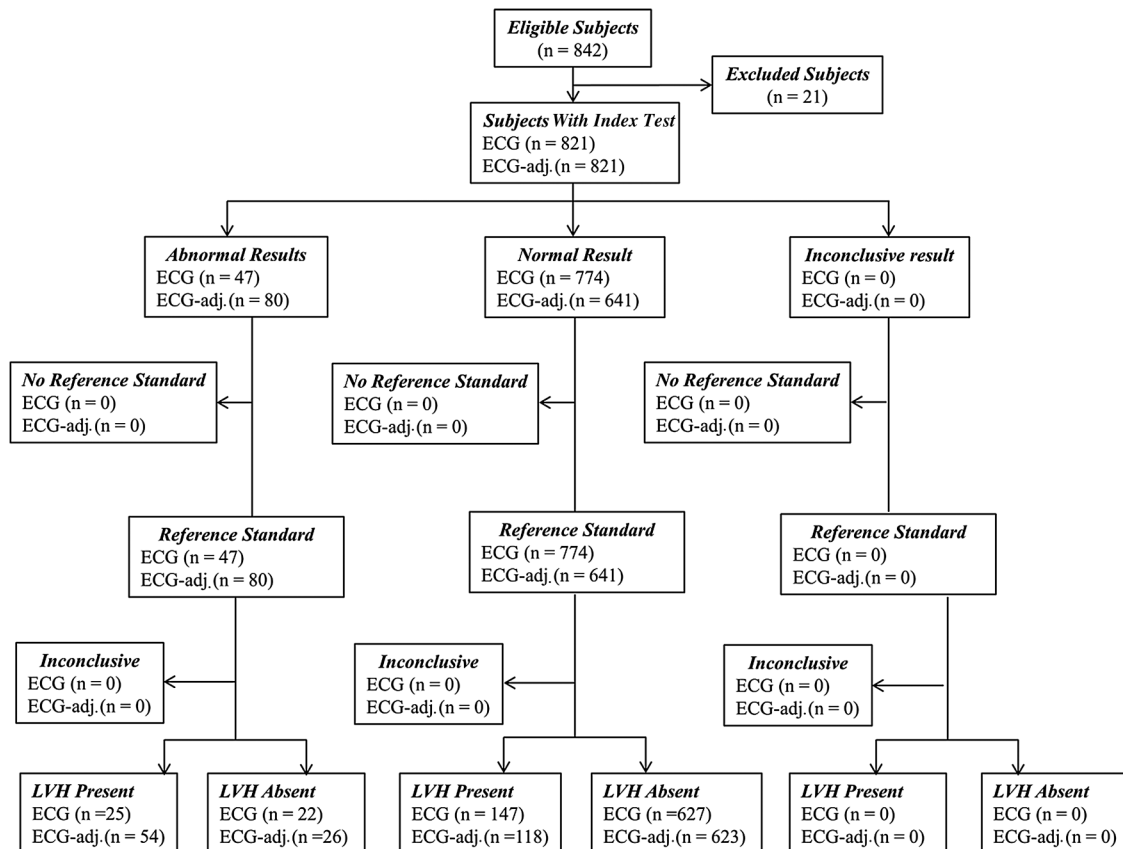 Eligible Subjects
(n = 842)
Excluded Subjects
(n = 21)
Subjects With Index Test
ECG (n = 821)
ECG-adj.(n = 821)
Abnormal Results
ECG (n = 47)
ECG-adj.(n = 80)
Normal Result
ECG (n = 774)
ECG-adj.(n = 641)
Inconclusive result
ECG (n = 0)
ECG-adj.(n = 0)
No Reference Standard
ECG (n = 0)
ECG-adj.(n = 0)
No Reference Standard
ECG (n = 0)
ECG-adj.(n = 0)
No Reference Standard
ECG (n = 0)
ECG-adj.(n = 0)
Reference Standard
ECG (n = 47)
ECG-adj.(n = 80)
Reference Standard
ECG (n = 774)
ECG-adj.(n = 641)
Reference Standard
ECG (n = 0)
ECG-adj.(n = 0)
Inconclusive
ECG (n = 0)
ECG-adj.(n = 0)
Inconclusive
ECG (n = 0)
ECG-adj.(n = 0)
Inconclusive
ECG (n = 0)
ECG-adj.(n = 0)
LVH Present
ECG (n =25)
ECG-adj.(n = 54)
LVH Absent
ECG (n = 22)
ECG-adj.(n =26)
LVH Present
ECG (n = 147)
ECG-adj.(n =118)
LVH Absent
ECG (n =627)
ECG-adj.(n = 623)
LVH Present
ECG (n = 0)
ECG-adj.(n = 0)
LVH Absent
ECG (n = 0)
ECG-adj.(n = 0)